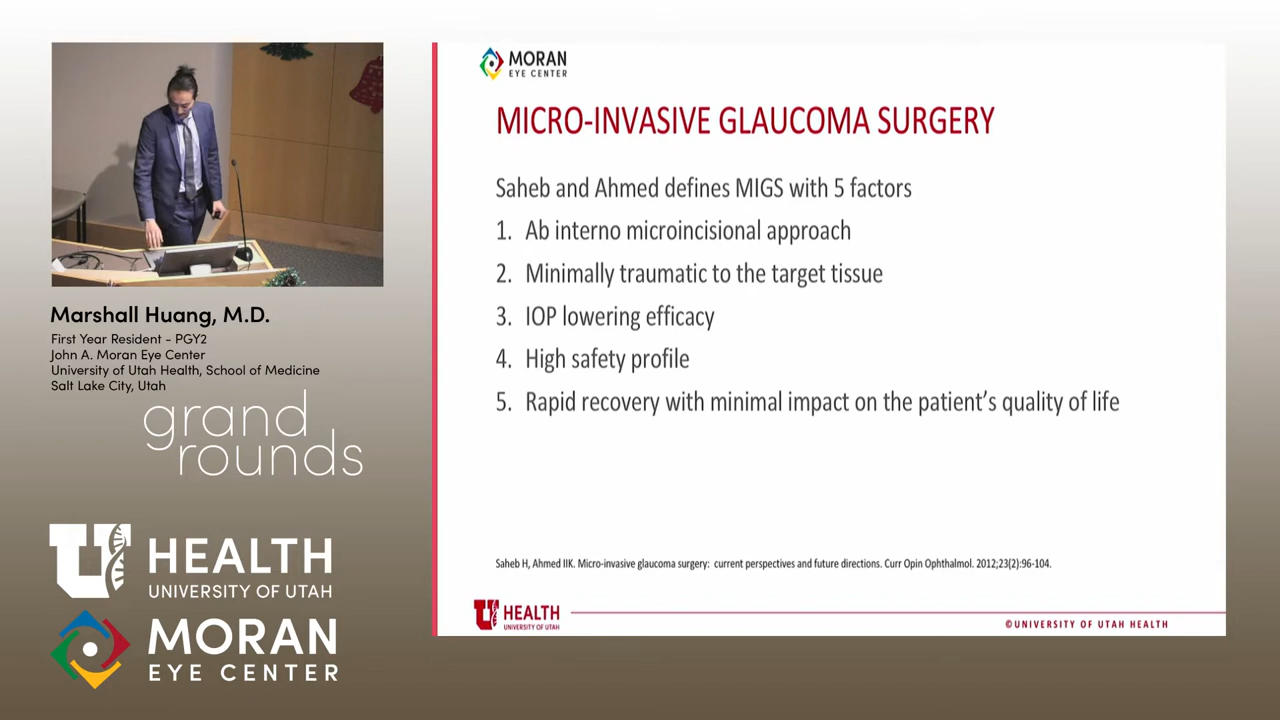 Marshall Huang, M.D.
First Year Resident - PGY2
John A. Moran Eye Center
University of Utah Health, School of Medicine
Salt Lake City, Utah
grand
rounds
U HEALTH
UNIVERSITY OF UTAH
MORAN
EYE CENTER
MORAN
EYE CENTER
MICRO-INVASIVE GLAUCOMA SURGERY
Saheb and Ahmed defines MIGS with 5 factors
1. Ab interno microincisional approach
2. Minimally traumatic to the target tissue
3. IOP lowering efficacy
4. High safety profile
5. Rapid recovery with minimal impact on the patient's quality of life
Saheb H, Ahmed IIK. Micro-invasive glaucoma surgery: current perspectives and future directions. Curr Opin Ophthalmol. 2012;23(2):96-104.
U HEALTH
UNIVERSITY OF UTAH
©UNIVERSITY OF UTAH HEALTH